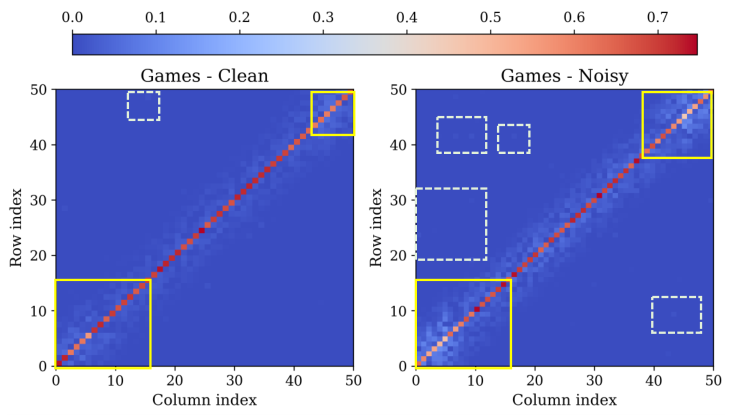 0.0 0.1 0.2 0.3 0.4 0.5 0.6 0.7
Games - Clean
Games - Noisy
50 50
40 40
30 30
20 20
10 10
0 0
Row index
Row index
0 10 20 30 40 50
0 10 20 30 40 50
Column index
Column index